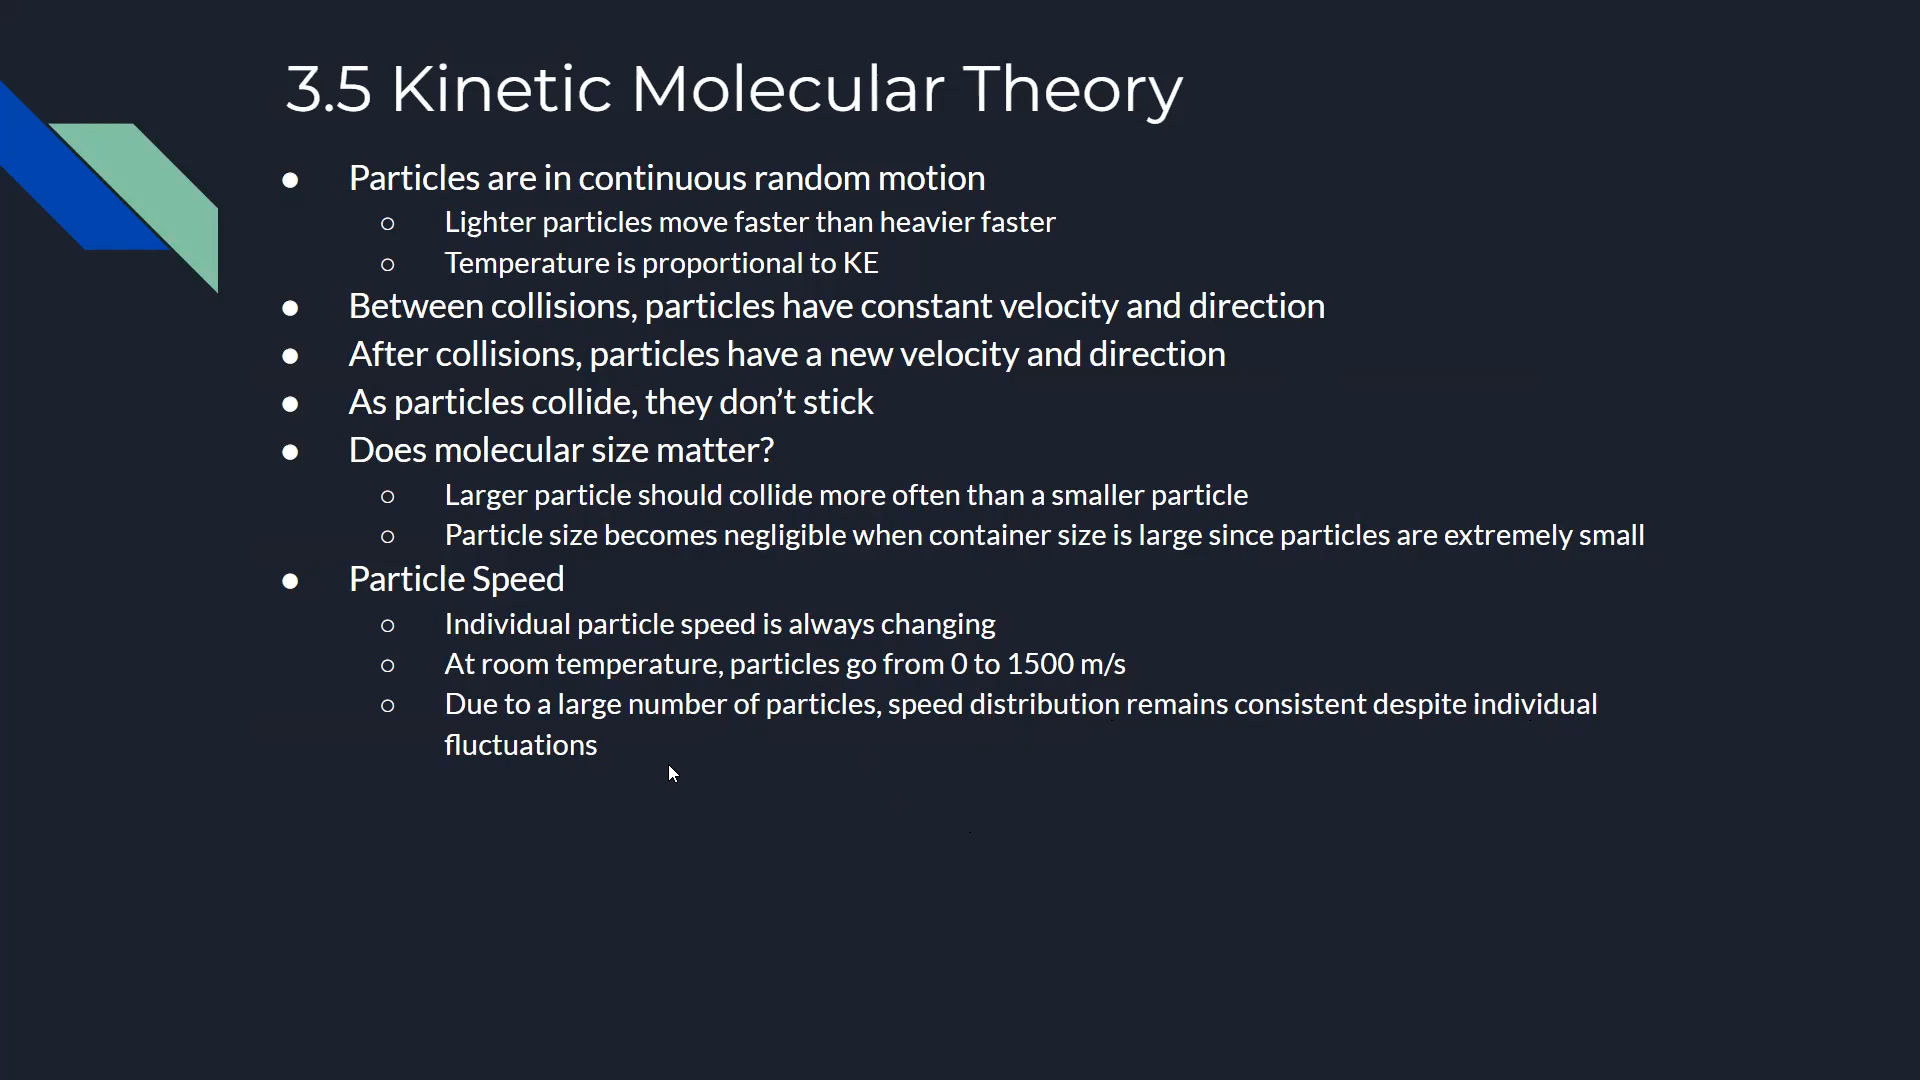 3.5 Kinetic Molecular Theory
● Particles are in continuous random motion
○ Lighter particles move faster than heavier faster
○ Temperature is proportional to KE
● Between collisions, particles have constant velocity and direction
● After collisions, particles have a new velocity and direction
● As particles collide, they don’t stick
● Does molecular size matter?
○ Larger particle should collide more often than a smaller particle
○ Particle size becomes negligible when container size is large since particles are extremely small
● Particle Speed
○ Individual particle speed is always changing
○ At room temperature, particles go from 0 to 1500 m/s
○ Due to a large number of particles, speed distribution remains consistent despite individual
fluctuations